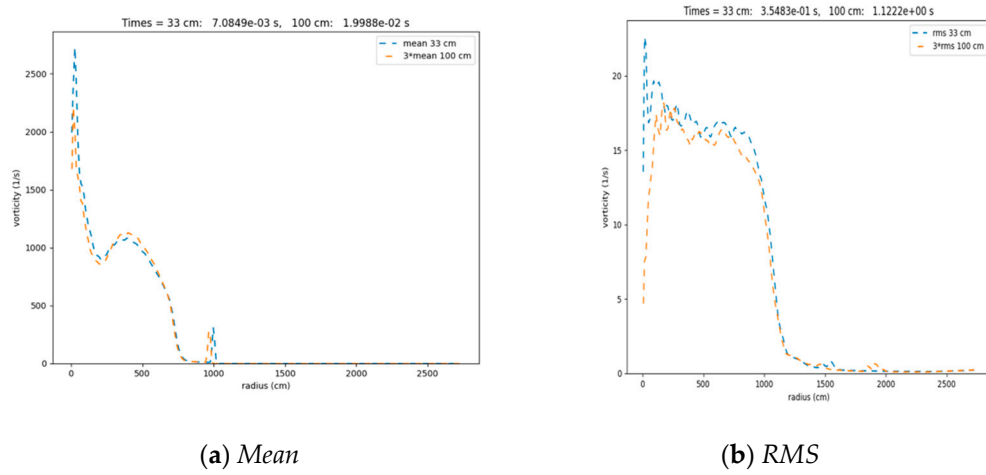 Times = 33 cm: 7.0849e-03 s, 100 cm: 1.9988e-02 s
mean 33 cm
3*mean 100 cm
2500
2000
1500
1000
500
0
vorticity (1/s)
0 500 1000 1500 2000 2500
radius (cm)
(a) Mean
Times = 33 cm: 3.5483e-01 s, 100 cm: 1.1222e+00 s
rms 33 cm
3*rms 100 cm
20
15
10
5
0
vorticity (1/s)
0 500 1000 1500 2000 2500
radius (cm)
(b) RMS